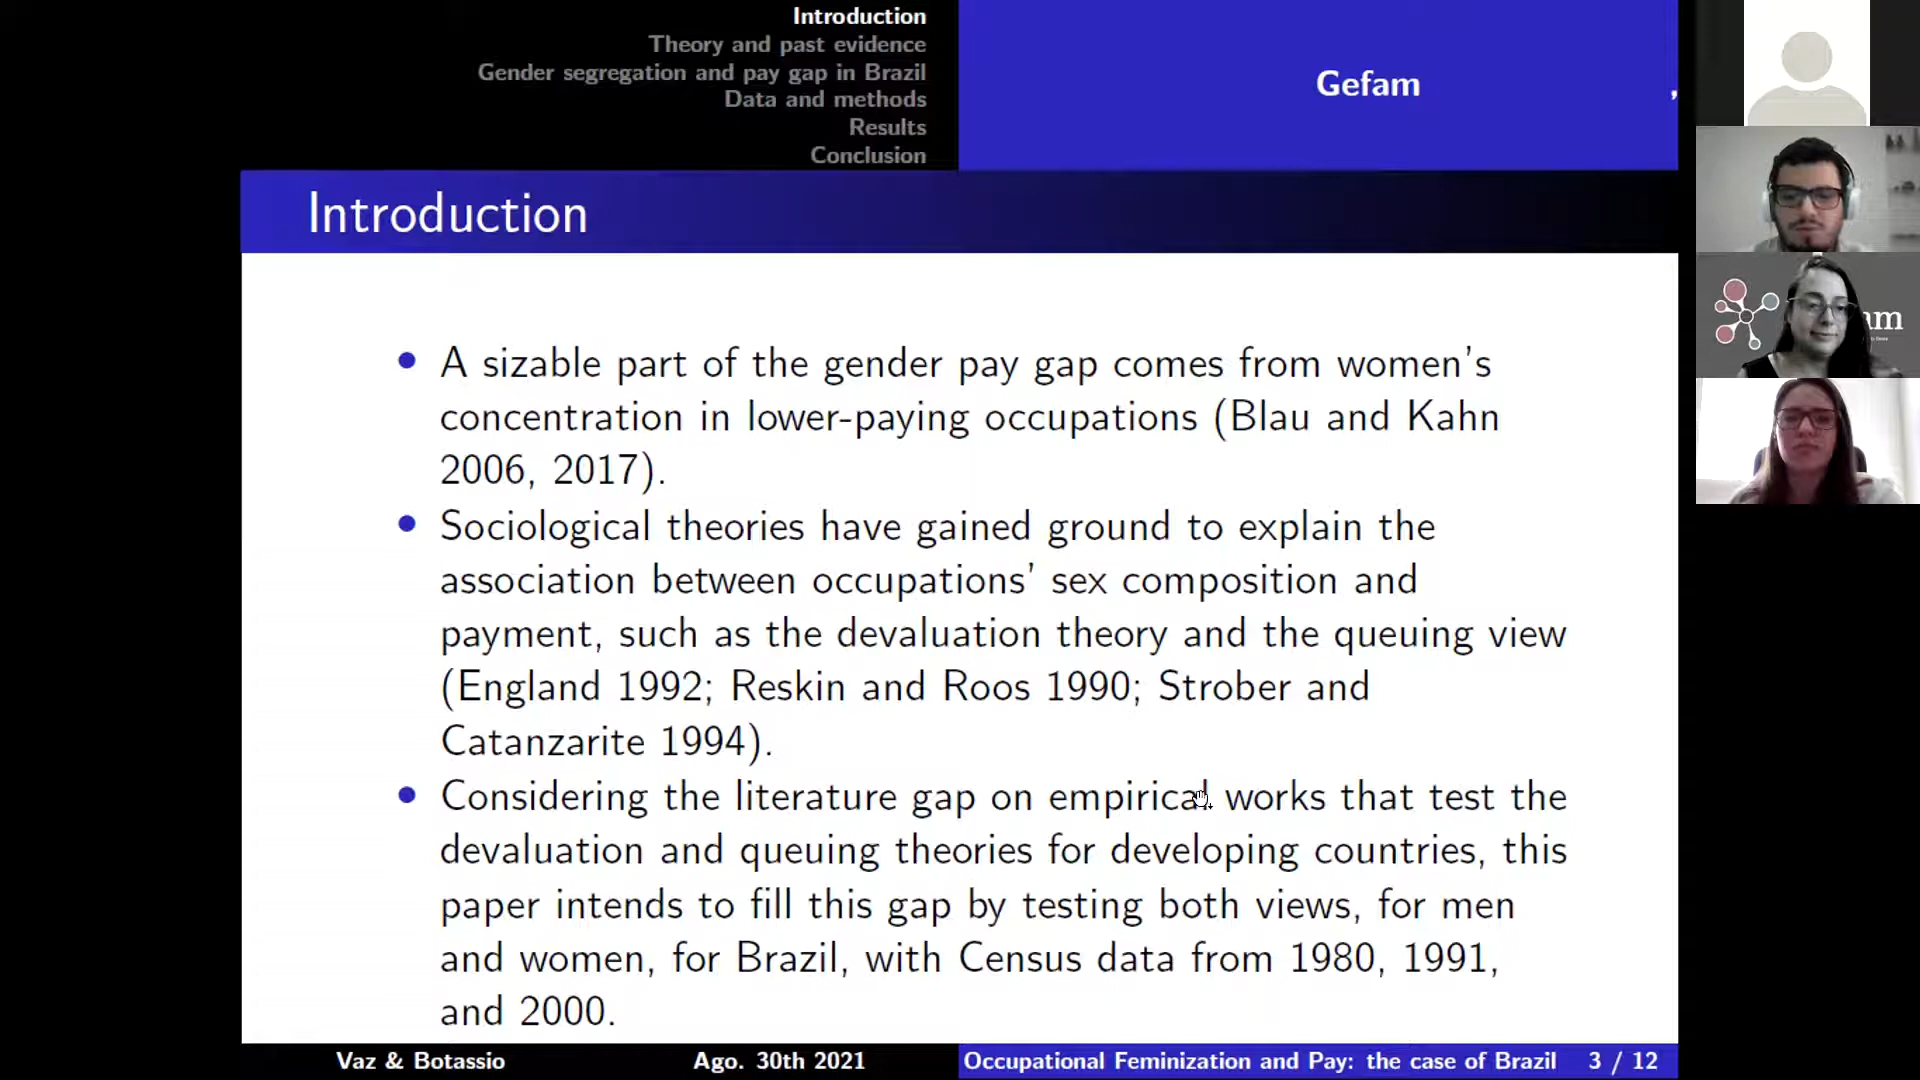 Introduction
Theory and past evidence
Gender segregation and pay gap in Brazil
Data and methods
Results
Conclusion
Gefam
,
Introduction
• A sizable part of the gender pay gap comes from women's
concentration in lower-paying occupations (Blau and Kahn
2006, 2017).
• Sociological theories have gained ground to explain the
association between occupations' sex composition and
payment, such as the devaluation theory and the queuing view
(England 1992; Reskin and Roos 1990; Strober and
Catanzarite 1994).
• Considering the literature gap on empirical works that test the
devaluation and queuing theories for developing countries, this
paper intends to fill this gap by testing both views, for men
and women, for Brazil, with Census data from 1980, 1991,
and 2000.
Vaz & Botassio Ago. 30th 2021 Occupational Feminization and Pay: the case of Brazil 3 / 12
am